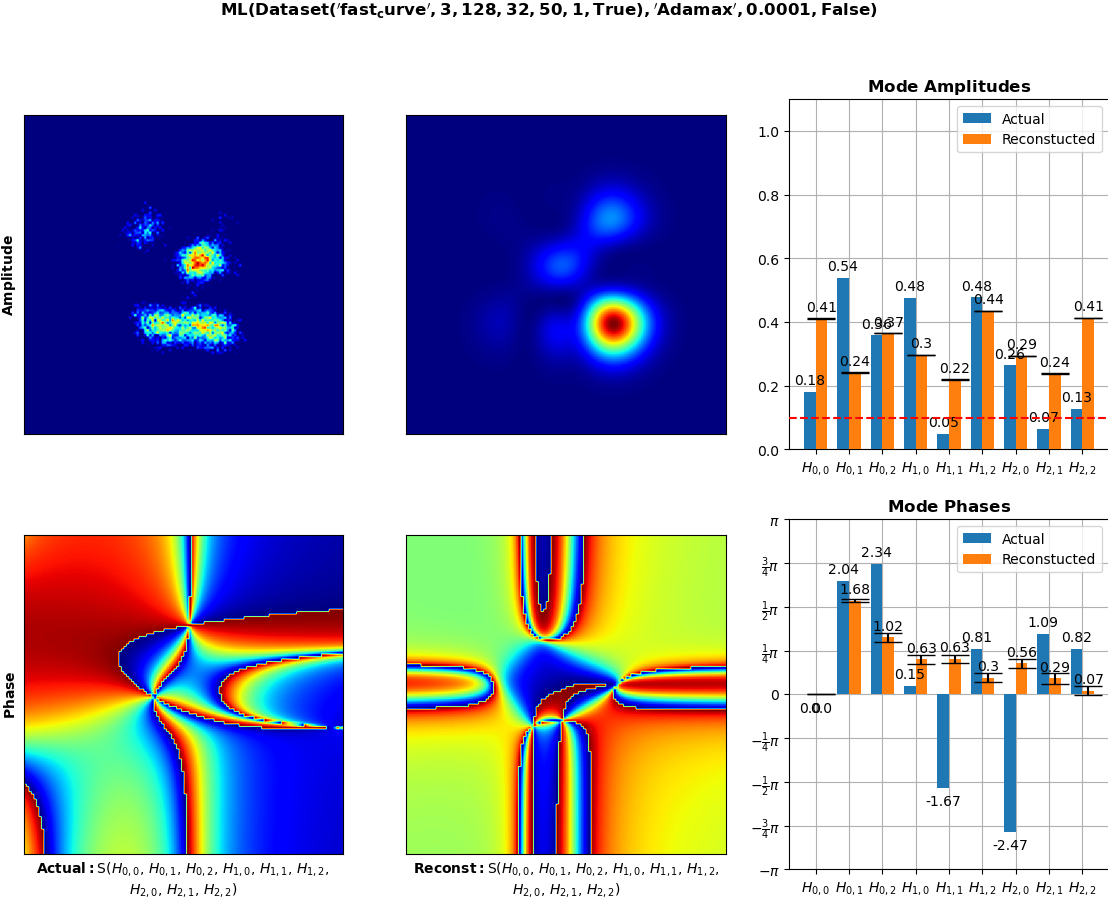 ML(Dataset('fast_curve', 3, 128, 32, 50, 1, True), 'Adamax', 0.0001, False)
Amplitude
Mode Amplitudes
Actual
Reconstucted
1.0
0.8
0.6
0.4
0.2
0.0
0.18 0.41 0.54 0.24 0.36 0.37 0.48 0.3 0.05 0.22 0.48 0.44 0.26 0.29 0.07 0.24 0.13 0.41
H0,0 H0,1 H0,2 H1,0 H1,1 H1,2 H2,0 H2,1 H2,2
Phase
Actual: S(H0,0, H0,1, H0,2, H1,0, H1,1, H1,2,
H2,0, H2,1, H2,2)
Reconst: S(H0,0, H0,1, H0,2, H1,0, H1,1, H1,2,
H2,0, H2,1, H2,2)
Mode Phases
Actual
Reconstucted
π
3/4π
1/2π
1/4π
0
−1/4π
−1/2π
−3/4π
−π
0.0 0.0 2.04 1.68 2.34 1.02 0.15 0.63 -1.67 0.63 0.81 0.3 -2.47 0.56 1.09 0.29 0.82 0.07
H0,0 H0,1 H0,2 H1,0 H1,1 H1,2 H2,0 H2,1 H2,2